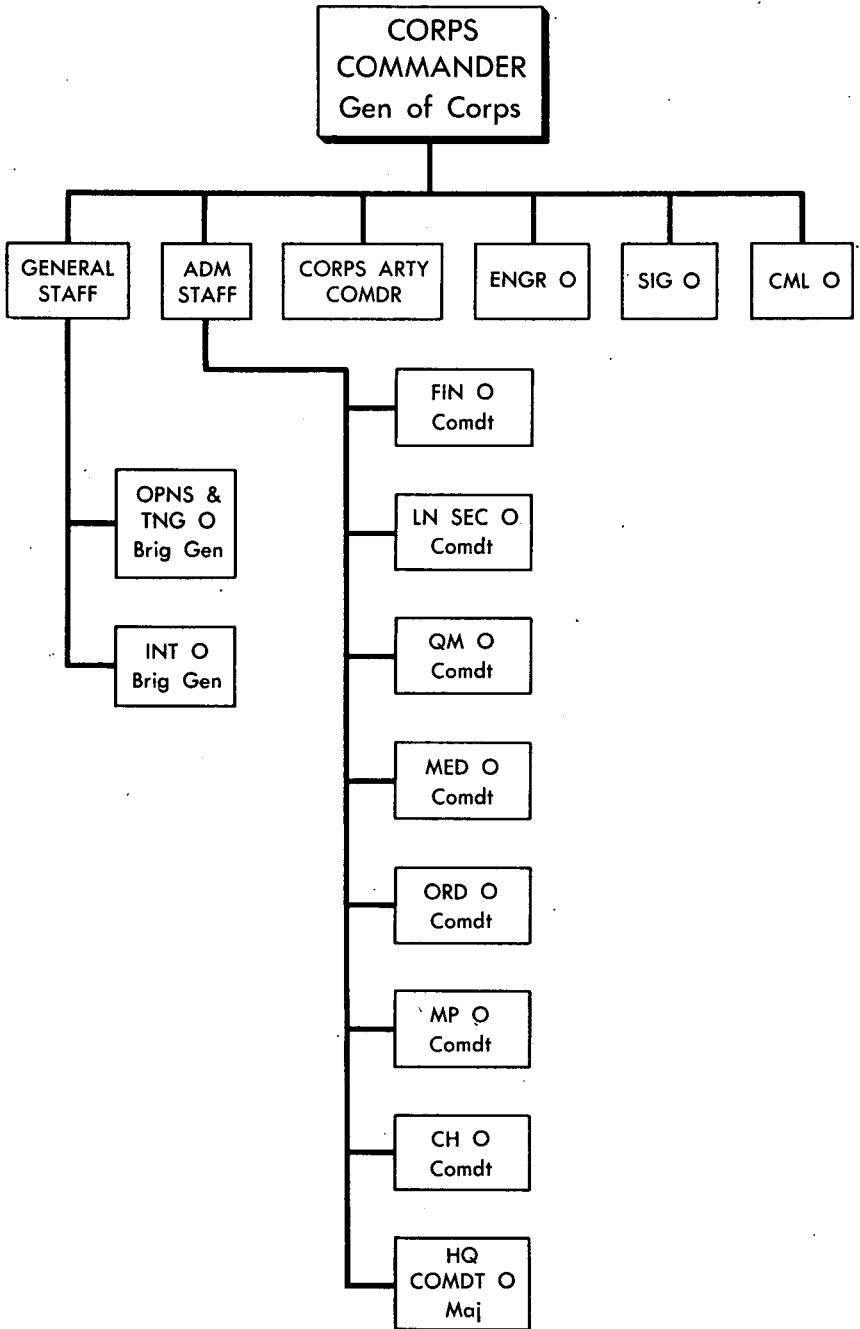 CORPS
COMMANDER
Gen of Corps
GENERAL
STAFF
ADM
STAFF
CORPS ARTY
COMDR
ENGR O
SIG O
CML O
FIN O
Comdt
OPNS &
TNG O
Brig Gen
LN SEC O
Comdt
INT O
Brig Gen
QM O
Comdt
MED O
Comdt
ORD O
Comdt
MP O
Comdt
CH O
Comdt
HQ
COMDT O
Maj